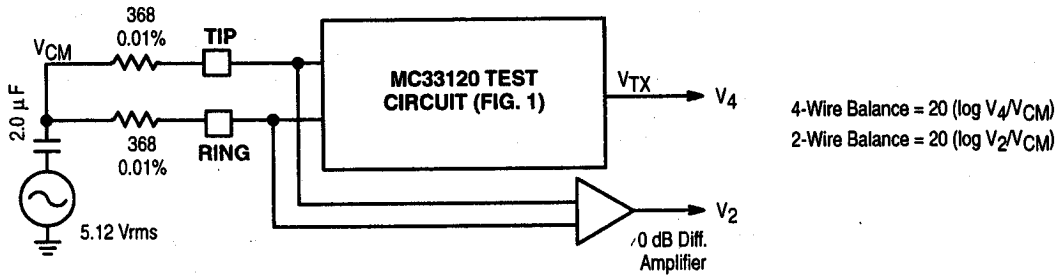 368
0.01%
TIP
VCM
2.0 µF
368
0.01%
RING
5.12 Vrms
MC33120 TEST
CIRCUIT (FIG. 1)
VTX
V4
V2
0 dB Diff.
Amplifier
4-Wire Balance = 20 (log V4/VCM)
2-Wire Balance = 20 (log V2/VCM)